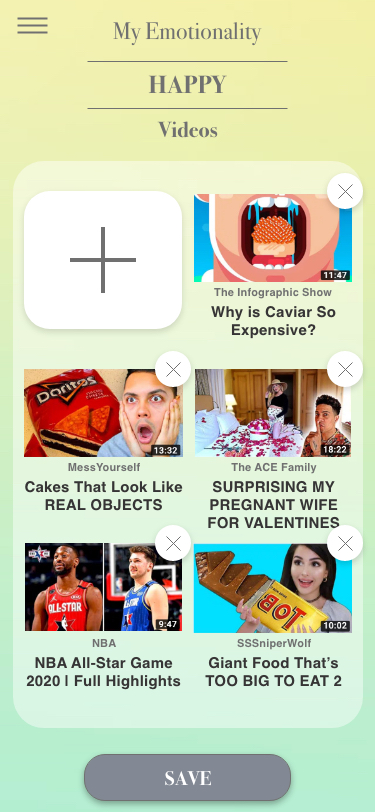 My Emotionality
HAPPY
Videos
11:47
The Infographic Show
Why is Caviar So
Expensive?
Doritos
13:32
MessYourself
Cakes That Look Like
REAL OBJECTS
18:22
The ACE Family
SURPRISING MY
PREGNANT WIFE
FOR VALENTINES
ALL-STAR
9:47
NBA
NBA All-Star Game
2020 | Full Highlights
10:02
SSSniperWolf
Giant Food That's
TOO BIG TO EAT 2
SAVE